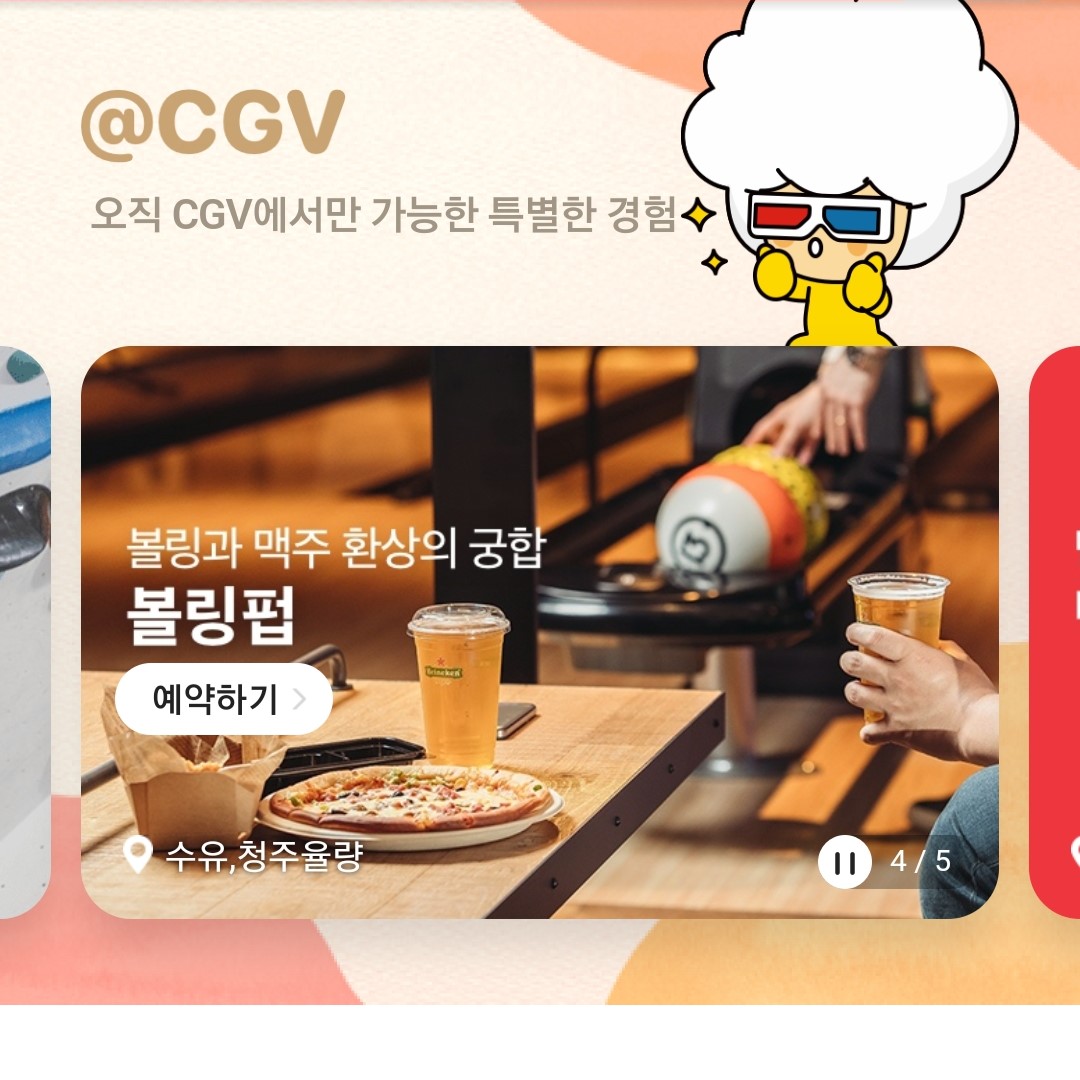 @CGV
오직 CGV에서만 가능한 특별한 경험
볼링과 맥주 환상의 궁합
볼링펍
Heineken
예약하기
수유,청주율량
4 / 5